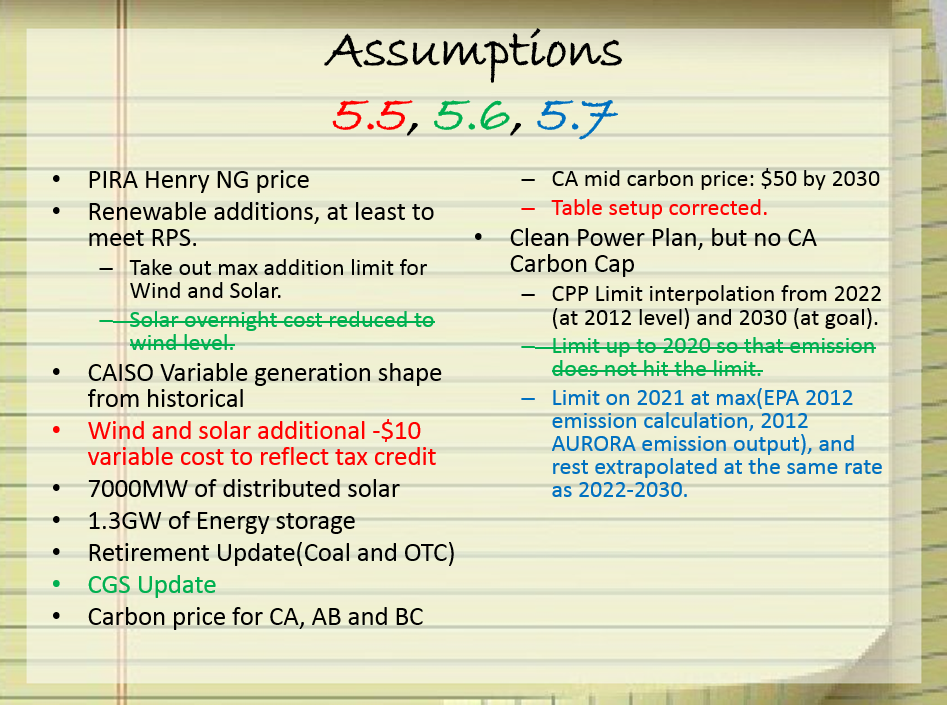 Assumptions
5.5, 5.6, 5.7
• PIRA Henry NG price
• Renewable additions, at least to
meet RPS.
– Take out max addition limit for
Wind and Solar.
– Solar overnight cost reduced to
wind level.
• CAISO Variable generation shape
from historical
• Wind and solar additional -$10
variable cost to reflect tax credit
• 7000MW of distributed solar
• 1.3GW of Energy storage
• Retirement Update(Coal and OTC)
• CGS Update
• Carbon price for CA, AB and BC
– CA mid carbon price: $50 by 2030
– Table setup corrected.
• Clean Power Plan, but no CA
Carbon Cap
– CPP Limit interpolation from 2022
(at 2012 level) and 2030 (at goal).
– Limit up to 2020 so that emission
does not hit the limit.
– Limit on 2021 at max(EPA 2012
emission calculation, 2012
AURORA emission output), and
rest extrapolated at the same rate
as 2022-2030.